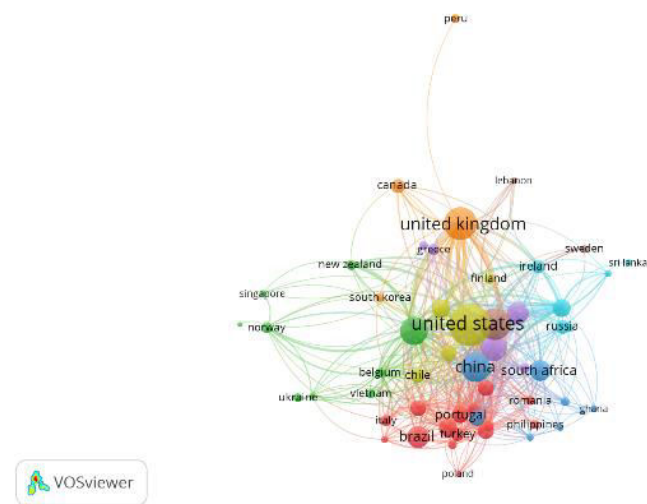 peru
canada
lebanon
united kingdom
greece
sweden
new zealand
ireland
sri lanka
finland
singapore
south korea
norway
united states
russia
belgium
chile
china
south africa
ukraine
vietnam
romania
ghana
italy
portugal
philippines
brazil
turkey
poland
VOSviewer